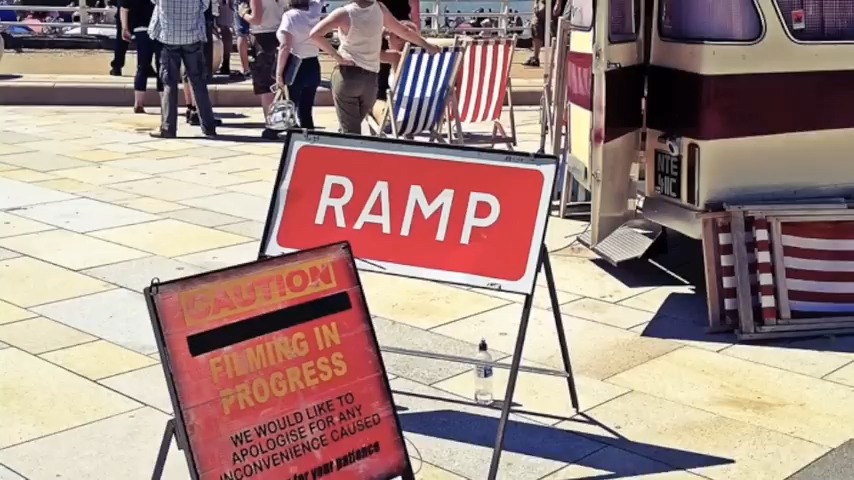 RAMP
CAUTION
FILMING IN
PROGRESS
WE WOULD LIKE TO
APOLOGISE FOR ANY
INCONVENIENCE CAUSED
for your patience